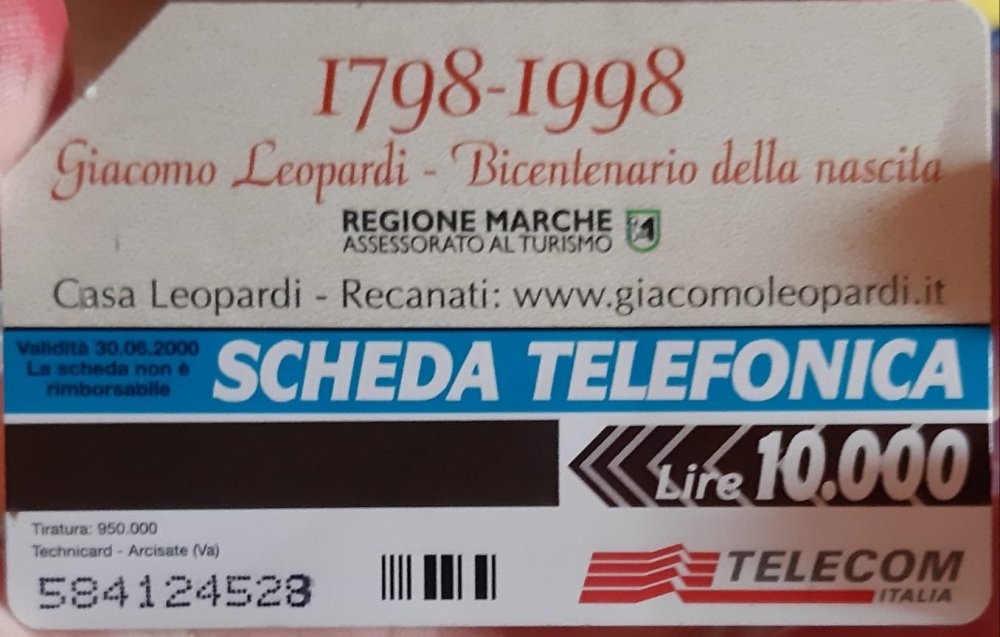 1798-1998
Giacomo Leopardi - Bicentenario della nascita
REGIONE MARCHE
ASSESSORATO AL TURISMO
Casa Leopardi - Recanati: www.giacomoleopardi.it
Validità 30.06.2000
La scheda non è
rimborsabile
SCHEDA TELEFONICA
Lire 10.000
Tiratura: 950.000
Technicard - Arcisate (Va)
584124528
TELECOM
ITALIA